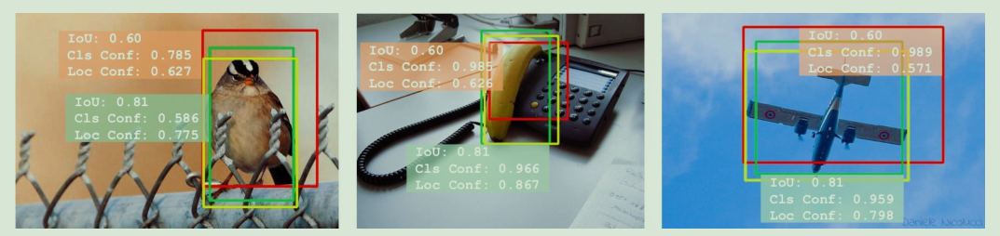 IoU: 0.60
Cls Conf: 0.785
Loc Conf: 0.627
IoU: 0.81
Cls Conf: 0.586
Loc Conf: 0.775
IoU: 0.60
Cls Conf: 0.985
Loc Conf: 0.626
IoU: 0.81
Cls Conf: 0.966
Loc Conf: 0.867
IoU: 0.60
Cls Conf: 0.989
Loc Conf: 0.571
IoU: 0.81
Cls Conf: 0.959
Loc Conf: 0.798
Daniele Nicolucci